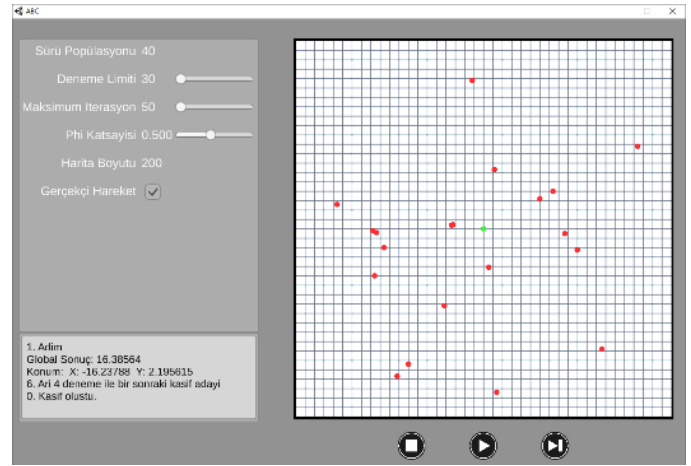 ABC
Sürü Popülasyonu 40
Deneme Limiti 30
Maksimum Iterasyon 50
Phi Katsayisi 0.500
Harita Boyutu 200
Gerçekçi Hareket
1. Adim
Global Sonuç: 16.38564
Konum: X: -16.23788 Y: 2.195615
6. Ari 4 deneme ile bir sonraki kasif adayi
0. Kasif olustu.